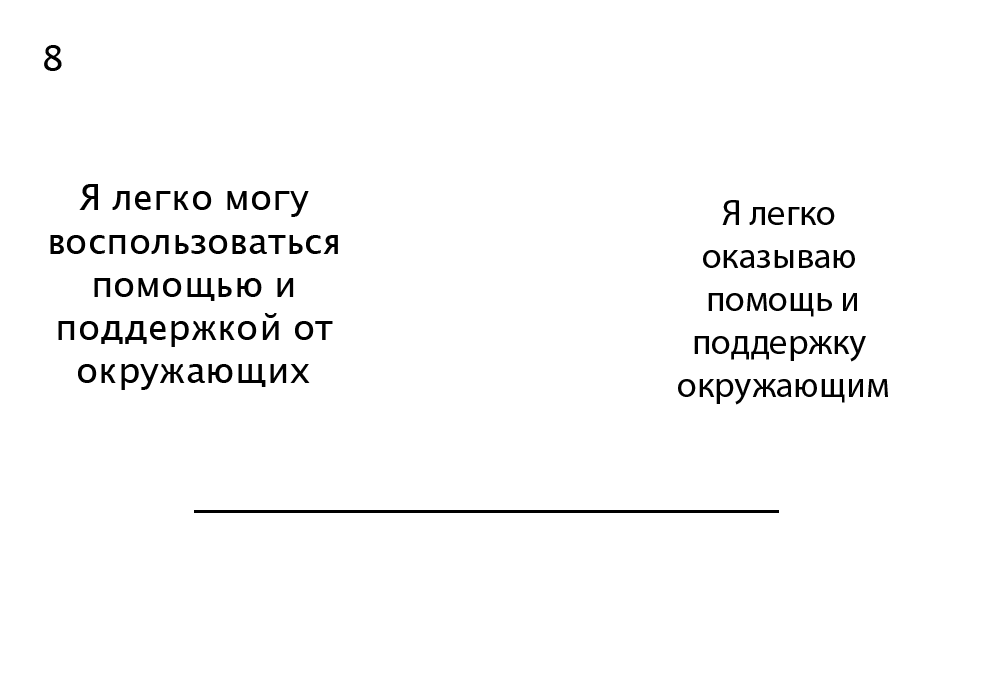 8
Я легко могу
воспользоваться
помощью и
поддержкой от
окружающих
Я легко
оказываю
помощь и
поддержку
окружающим